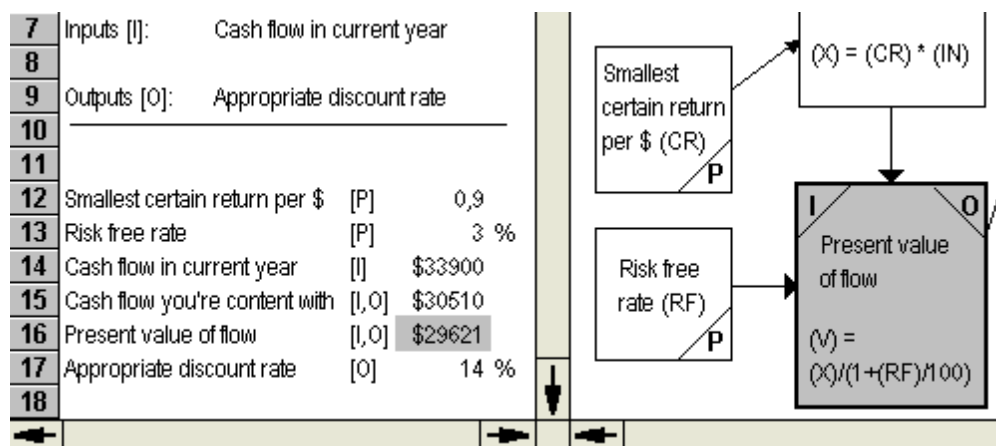 7 Inputs [I]: Cash flow in current year
8
9 Outputs [O]: Appropriate discount rate
10
11
12 Smallest certain return per $ [P] 0,9
13 Risk free rate [P] 3 %
14 Cash flow in current year [I] $33900
15 Cash flow you're content with [I,O] $30510
16 Present value of flow [I,O] $29621
17 Appropriate discount rate [O] 14 %
18
(X) = (CR) * (IN)
Smallest
certain return
per $ (CR)
P
Risk free
rate (RF)
P
I O
Present value
of flow
(V) =
(X)/(1+(RF)/100)